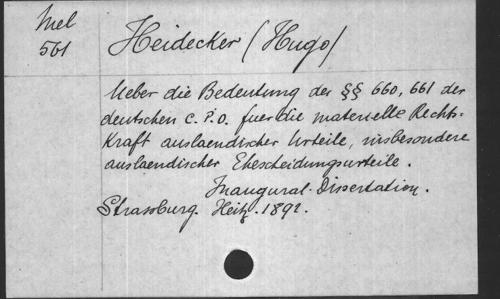 Mel
561
Heidecker (Hugo)
Ueber die Bedeutung der §§ 660, 661 der
deutschen C.P.O. fuer die materielle Rechts-
Kraft auslaendischer Urteile, insbesondere
auslaendischer Ehescheidungsurteile.
Inaugural-Dissertation.
Strassburg. Heitz. 1892.